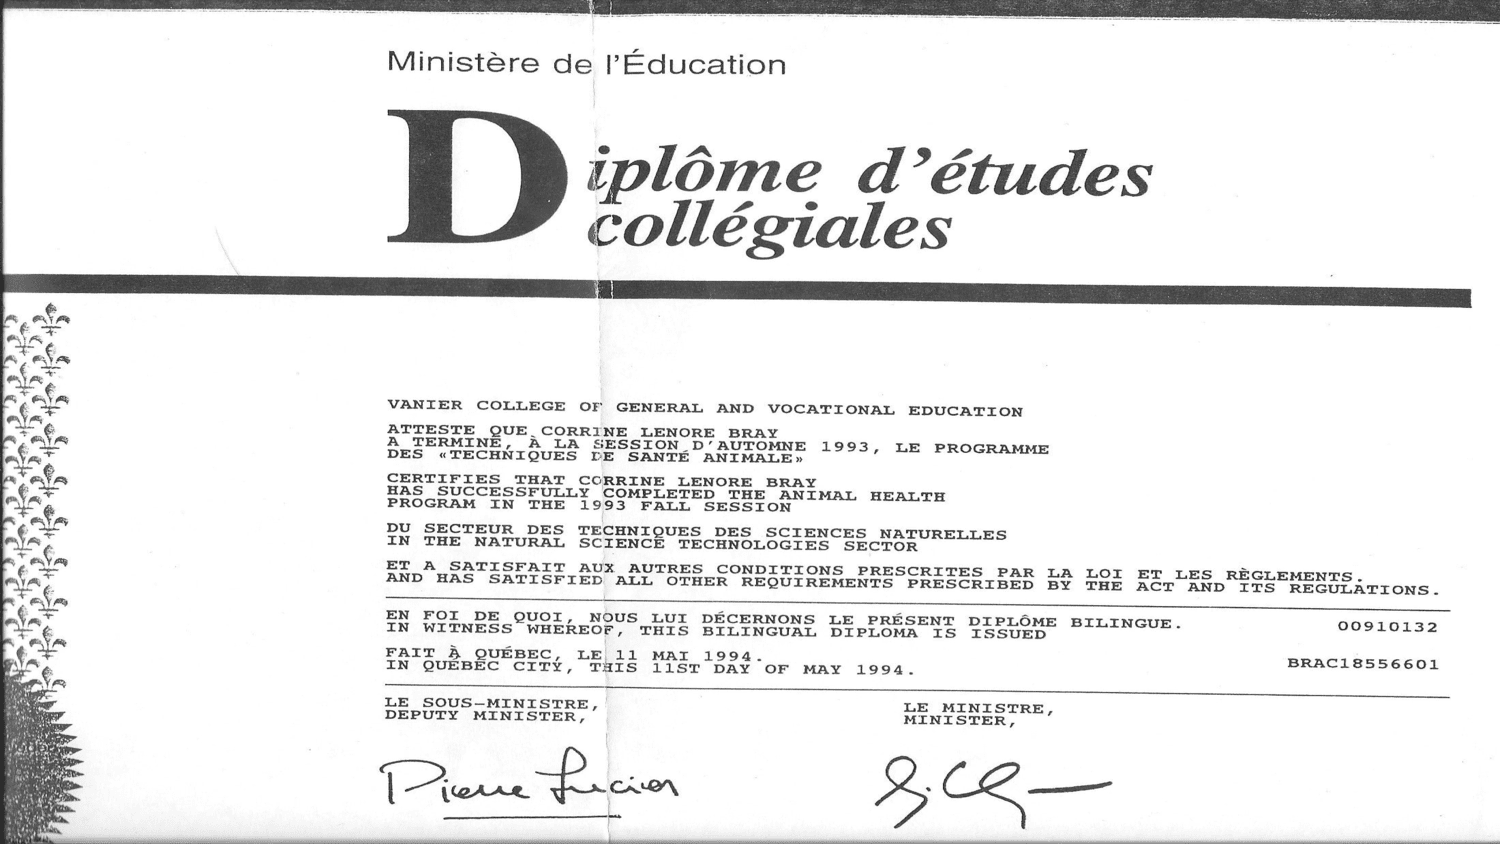 Ministère de l'Éducation
Diplôme d'études
collégiales
VANIER COLLEGE OF GENERAL AND VOCATIONAL EDUCATION
ATTESTE QUE CORRINE LENORE BRAY
A TERMINÉ, À LA SESSION D'AUTOMNE 1993, LE PROGRAMME
DES «TECHNIQUES DE SANTÉ ANIMALE»
CERTIFIES THAT CORRINE LENORE BRAY
HAS SUCCESSFULLY COMPLETED THE ANIMAL HEALTH
PROGRAM IN THE 1993 FALL SESSION
DU SECTEUR DES TECHNIQUES DES SCIENCES NATURELLES
IN THE NATURAL SCIENCE TECHNOLOGIES SECTOR
ET A SATISFAIT AUX AUTRES CONDITIONS PRESCRITES PAR LA LOI ET LES RÈGLEMENTS.
AND HAS SATISFIED ALL OTHER REQUIREMENTS PRESCRIBED BY THE ACT AND ITS REGULATIONS.
EN FOI DE QUOI, NOUS LUI DÉCERNONS LE PRÉSENT DIPLÔME BILINGUE.
IN WITNESS WHEREOF, THIS BILINGUAL DIPLOMA IS ISSUED
00910132
FAIT À QUÉBEC, LE 11 MAI 1994.
IN QUÉBEC CITY, THIS 11ST DAY OF MAY 1994.
BRAC18556601
LE SOUS-MINISTRE,
DEPUTY MINISTER,
LE MINISTRE,
MINISTER,
Pierre Lucier